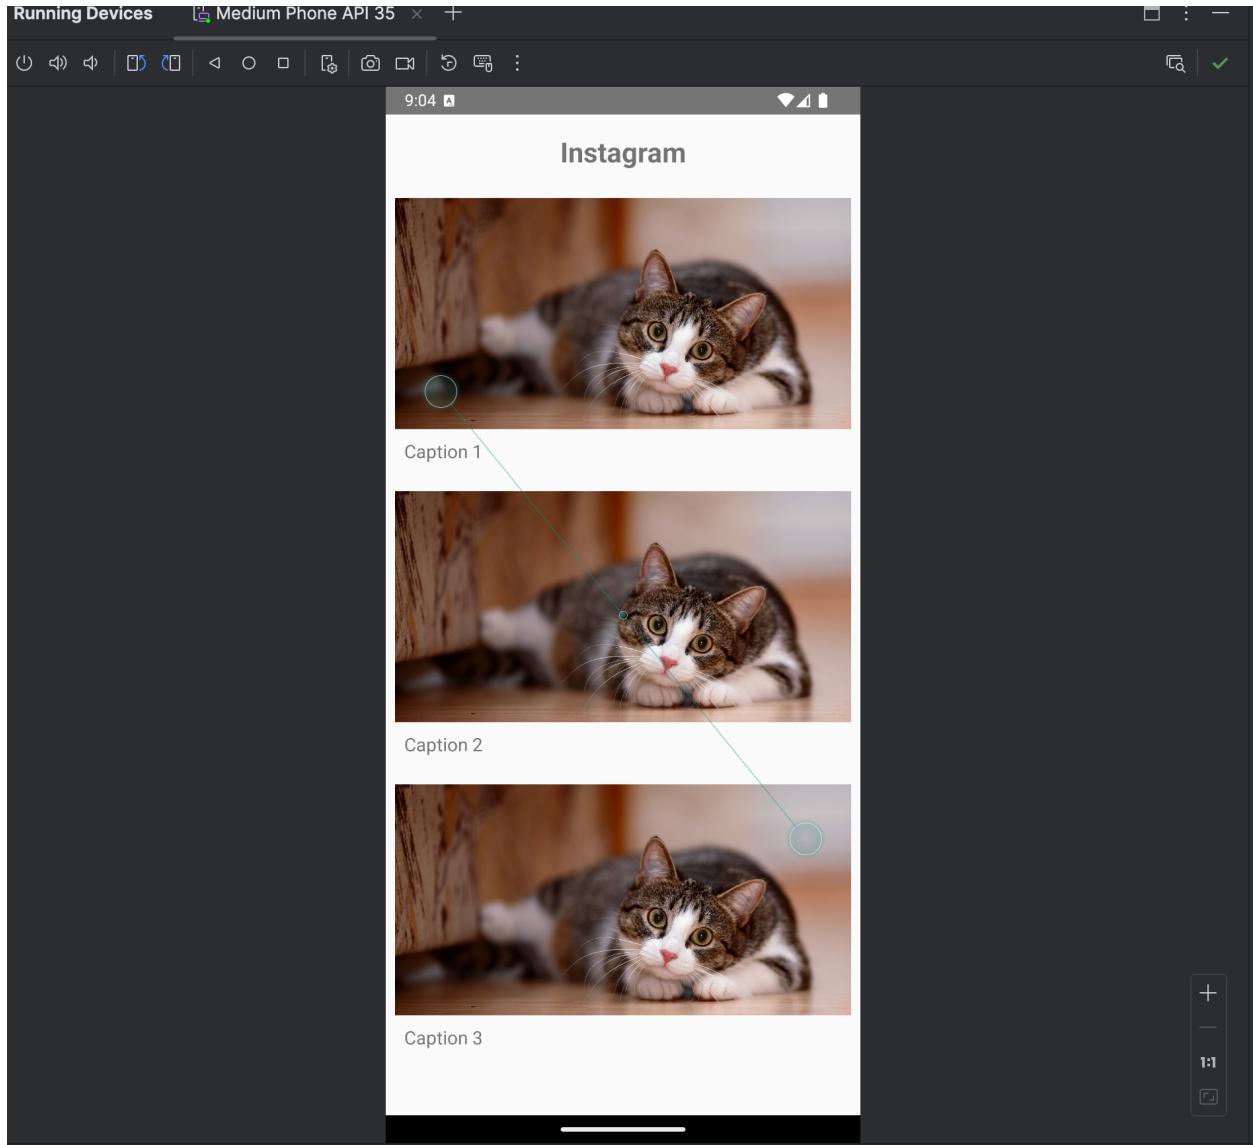 Running Devices
Medium Phone API 35
9:04
Instagram
Caption 1
Caption 2
Caption 3
1:1